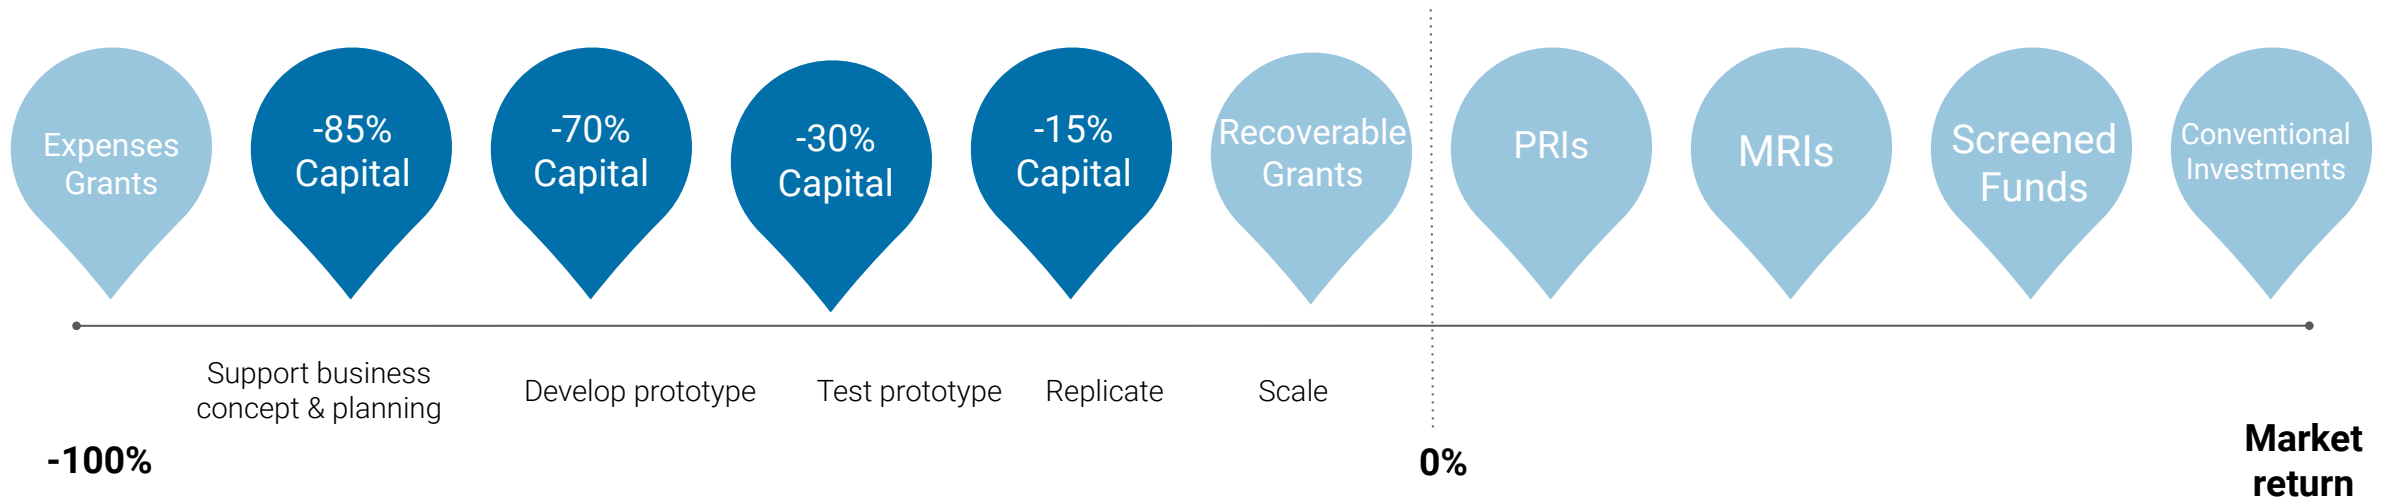 Expenses
Grants
-85%
Capital
-70%
Capital
-30%
Capital
-15%
Capital
Recoverable
Grants
PRIs
MRIs
Screened
Funds
Conventional
Investments
Support business
concept & planning
Develop prototype
Test prototype
Replicate
Scale
-100%
0%
Market
return